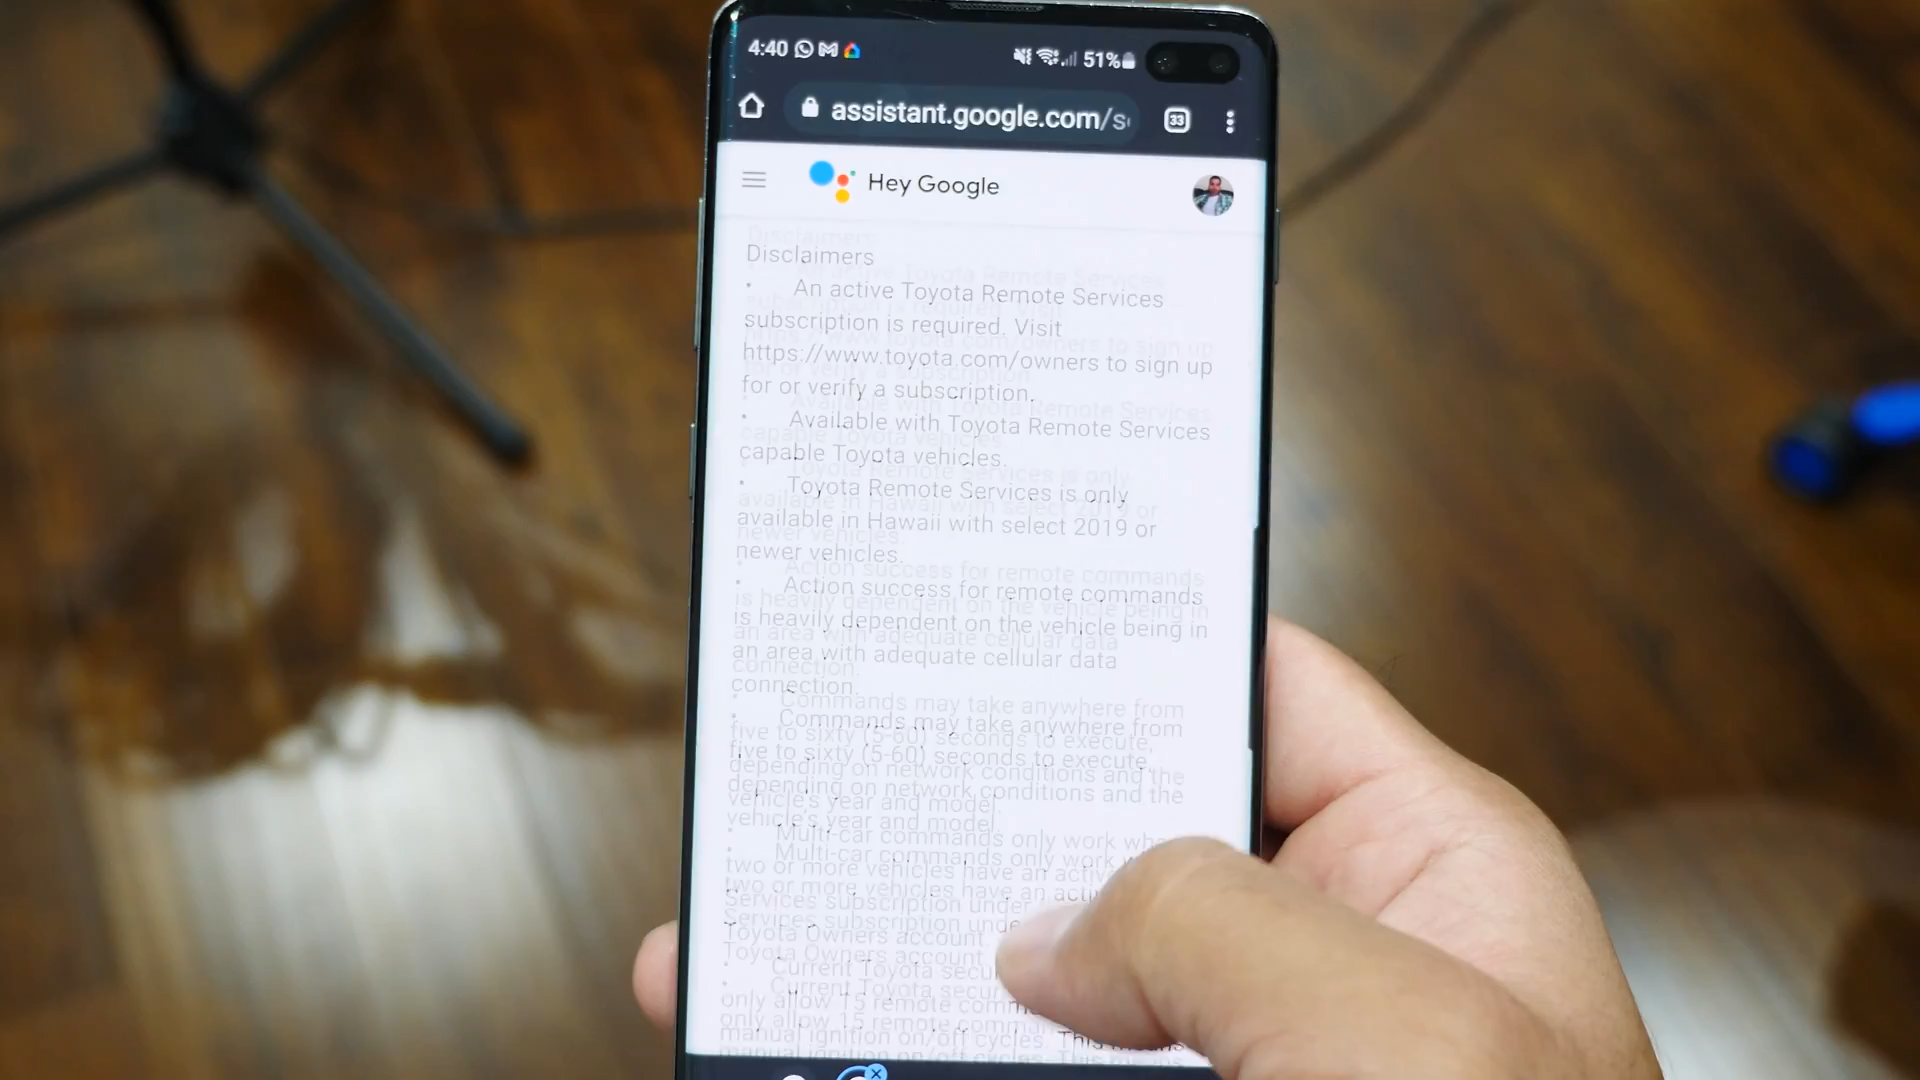 4:40 51%
assistant.google.com/s 33
Hey Google
Disclaimers
• An active Toyota Remote Services
subscription is required. Visit
https://www.toyota.com/owners to sign up
for or verify a subscription.
• Available with Toyota Remote Services
capable Toyota vehicles.
• Toyota Remote Services is only
available in Hawaii with select 2019 or
newer vehicles.
• Action success for remote commands
is heavily dependent on the vehicle being in
an area with adequate cellular data
connection.
• Commands may take anywhere from
five to sixty (5-60) seconds to execute,
depending on network conditions and the
vehicle's year and model.
• Multi-car commands only work
two or more vehicles have an
Services subscription under
Toyota Owners account
• Current Toyota
only allow 15 remote
manual ignition on/off cycles. This means